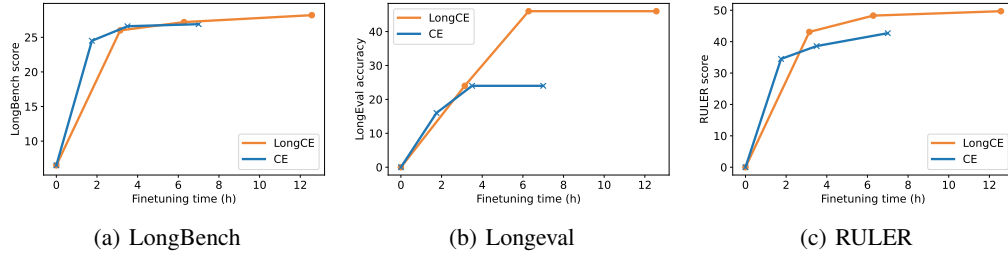 LongBench score
25
20
15
10
0
2
4
6
8
10
12
Finetuning time (h)
LongCE
CE
(a) LongBench
LongEval accuracy
40
30
20
10
0
0
2
4
6
8
10
12
Finetuning time (h)
LongCE
CE
(b) Longeval
RULER score
50
40
30
20
10
0
0
2
4
6
8
10
12
Finetuning time (h)
LongCE
CE
(c) RULER